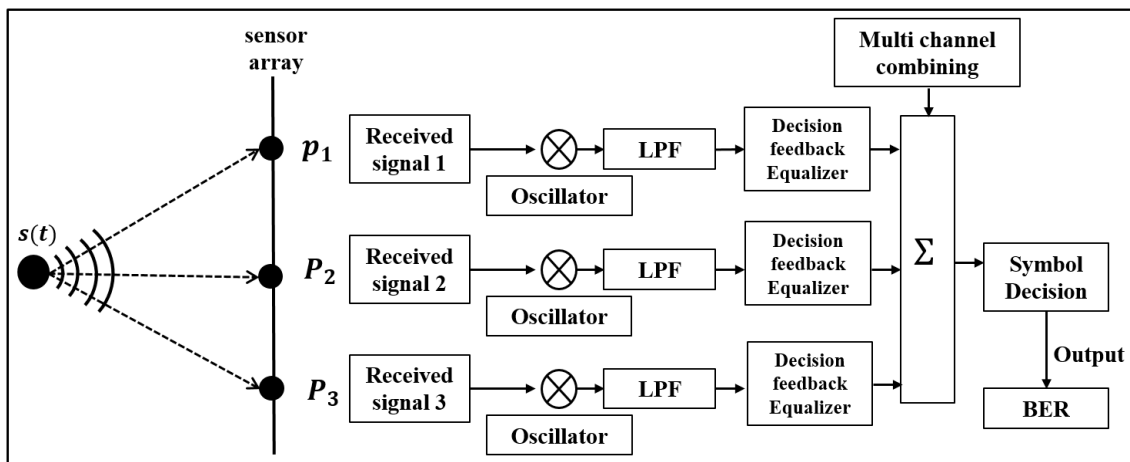 sensor
array
s(t)
p₁
Received
signal 1
Oscillator
LPF
Decision
feedback
Equalizer
P₂
Received
signal 2
Oscillator
LPF
Decision
feedback
Equalizer
P₃
Received
signal 3
Oscillator
LPF
Decision
feedback
Equalizer
Multi channel
combining
Σ
Symbol
Decision
Output
BER